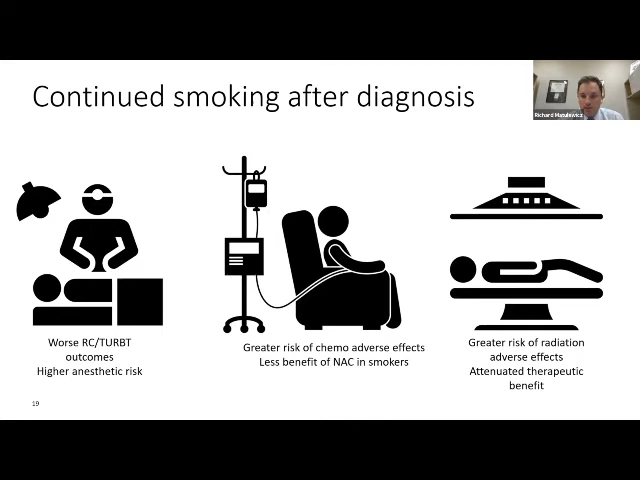 Continued smoking after diagnosis
Richard Matulewicz
Worse RC/TURBT
outcomes
Higher anesthetic risk
Greater risk of chemo adverse effects
Less benefit of NAC in smokers
Greater risk of radiation
adverse effects
Attenuated therapeutic
benefit
19